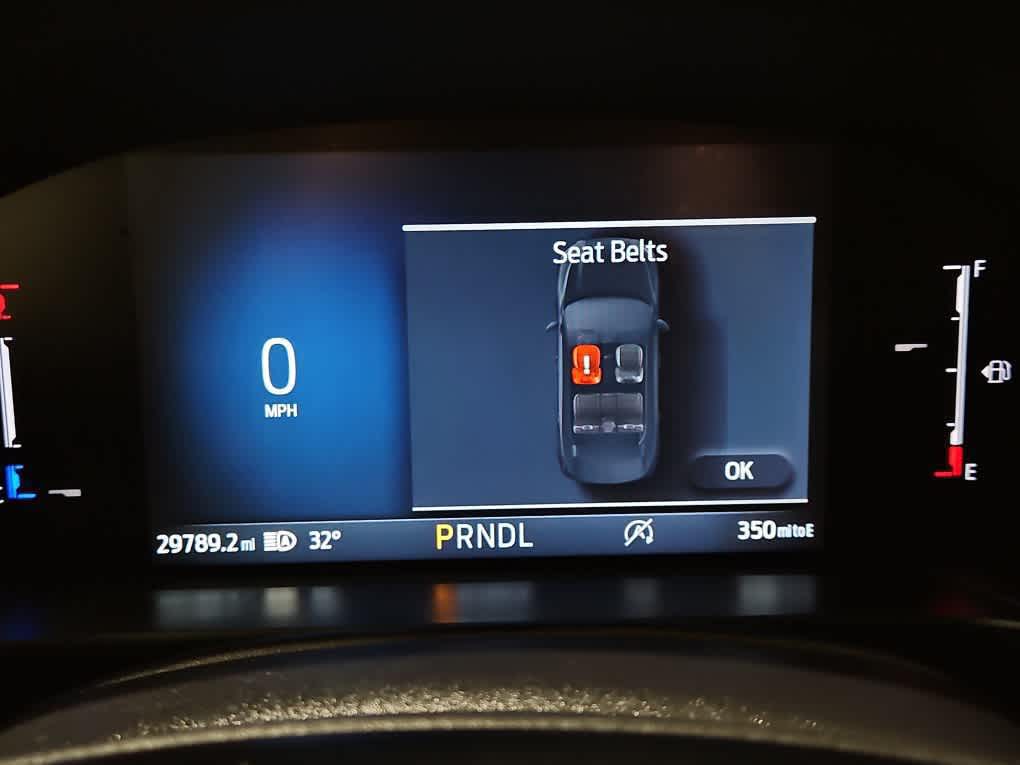 Seat Belts
F
0
MPH
!
E
OK
29789.2 mi A 32° PRNDL A 350 mi to E